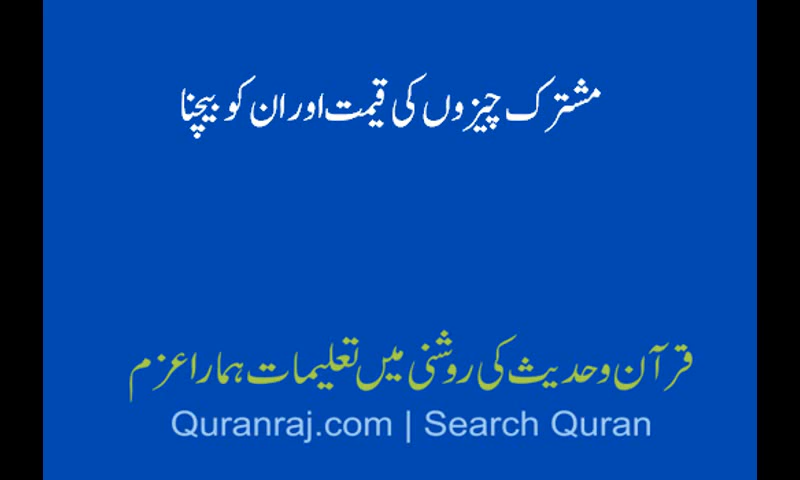 مشترک چیزوں کی قیمت اور ان کو بیچنا
قرآن و حدیث کی روشنی میں تعلیمات ہمارا عزم
Quranraj.com | Search Quran